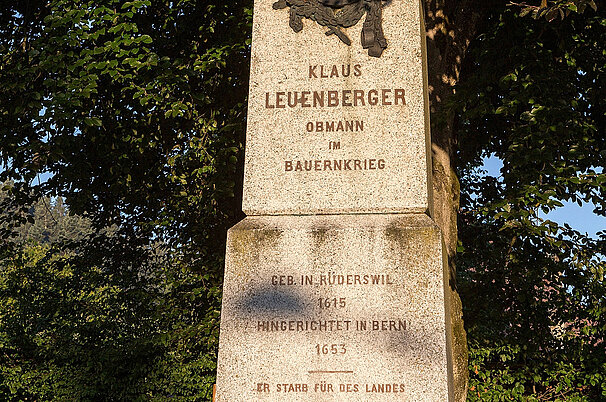 KLAUS
LEUENBERGER
OBMANN
IM
BAUERNKRIEG
GEB. IN RÜDERSWIL
1615
HINGERICHTET IN BERN
1653
ER STARB FÜR DES LANDES